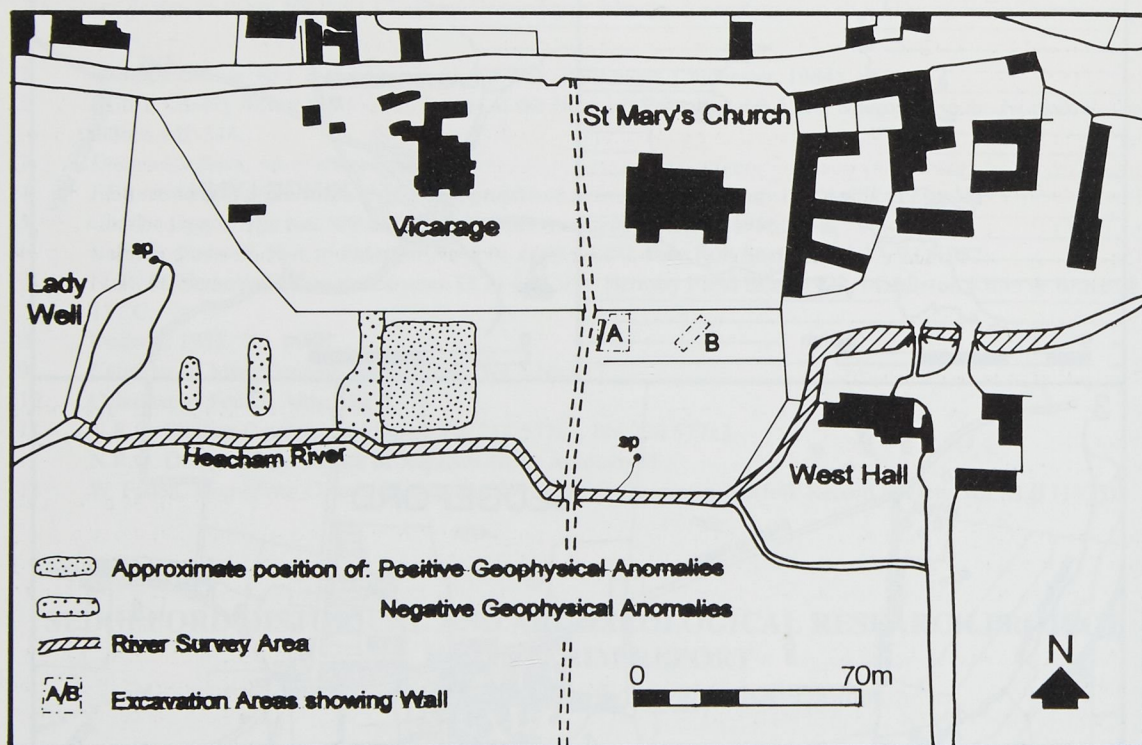 St Mary's Church
Vicarage
sp
Lady
Well
A
B
sp
Heacham River
West Hall
Approximate position of: Positive Geophysical Anomalies
Negative Geophysical Anomalies
River Survey Area
A/B
Excavation Areas showing Wall
0
70m
N